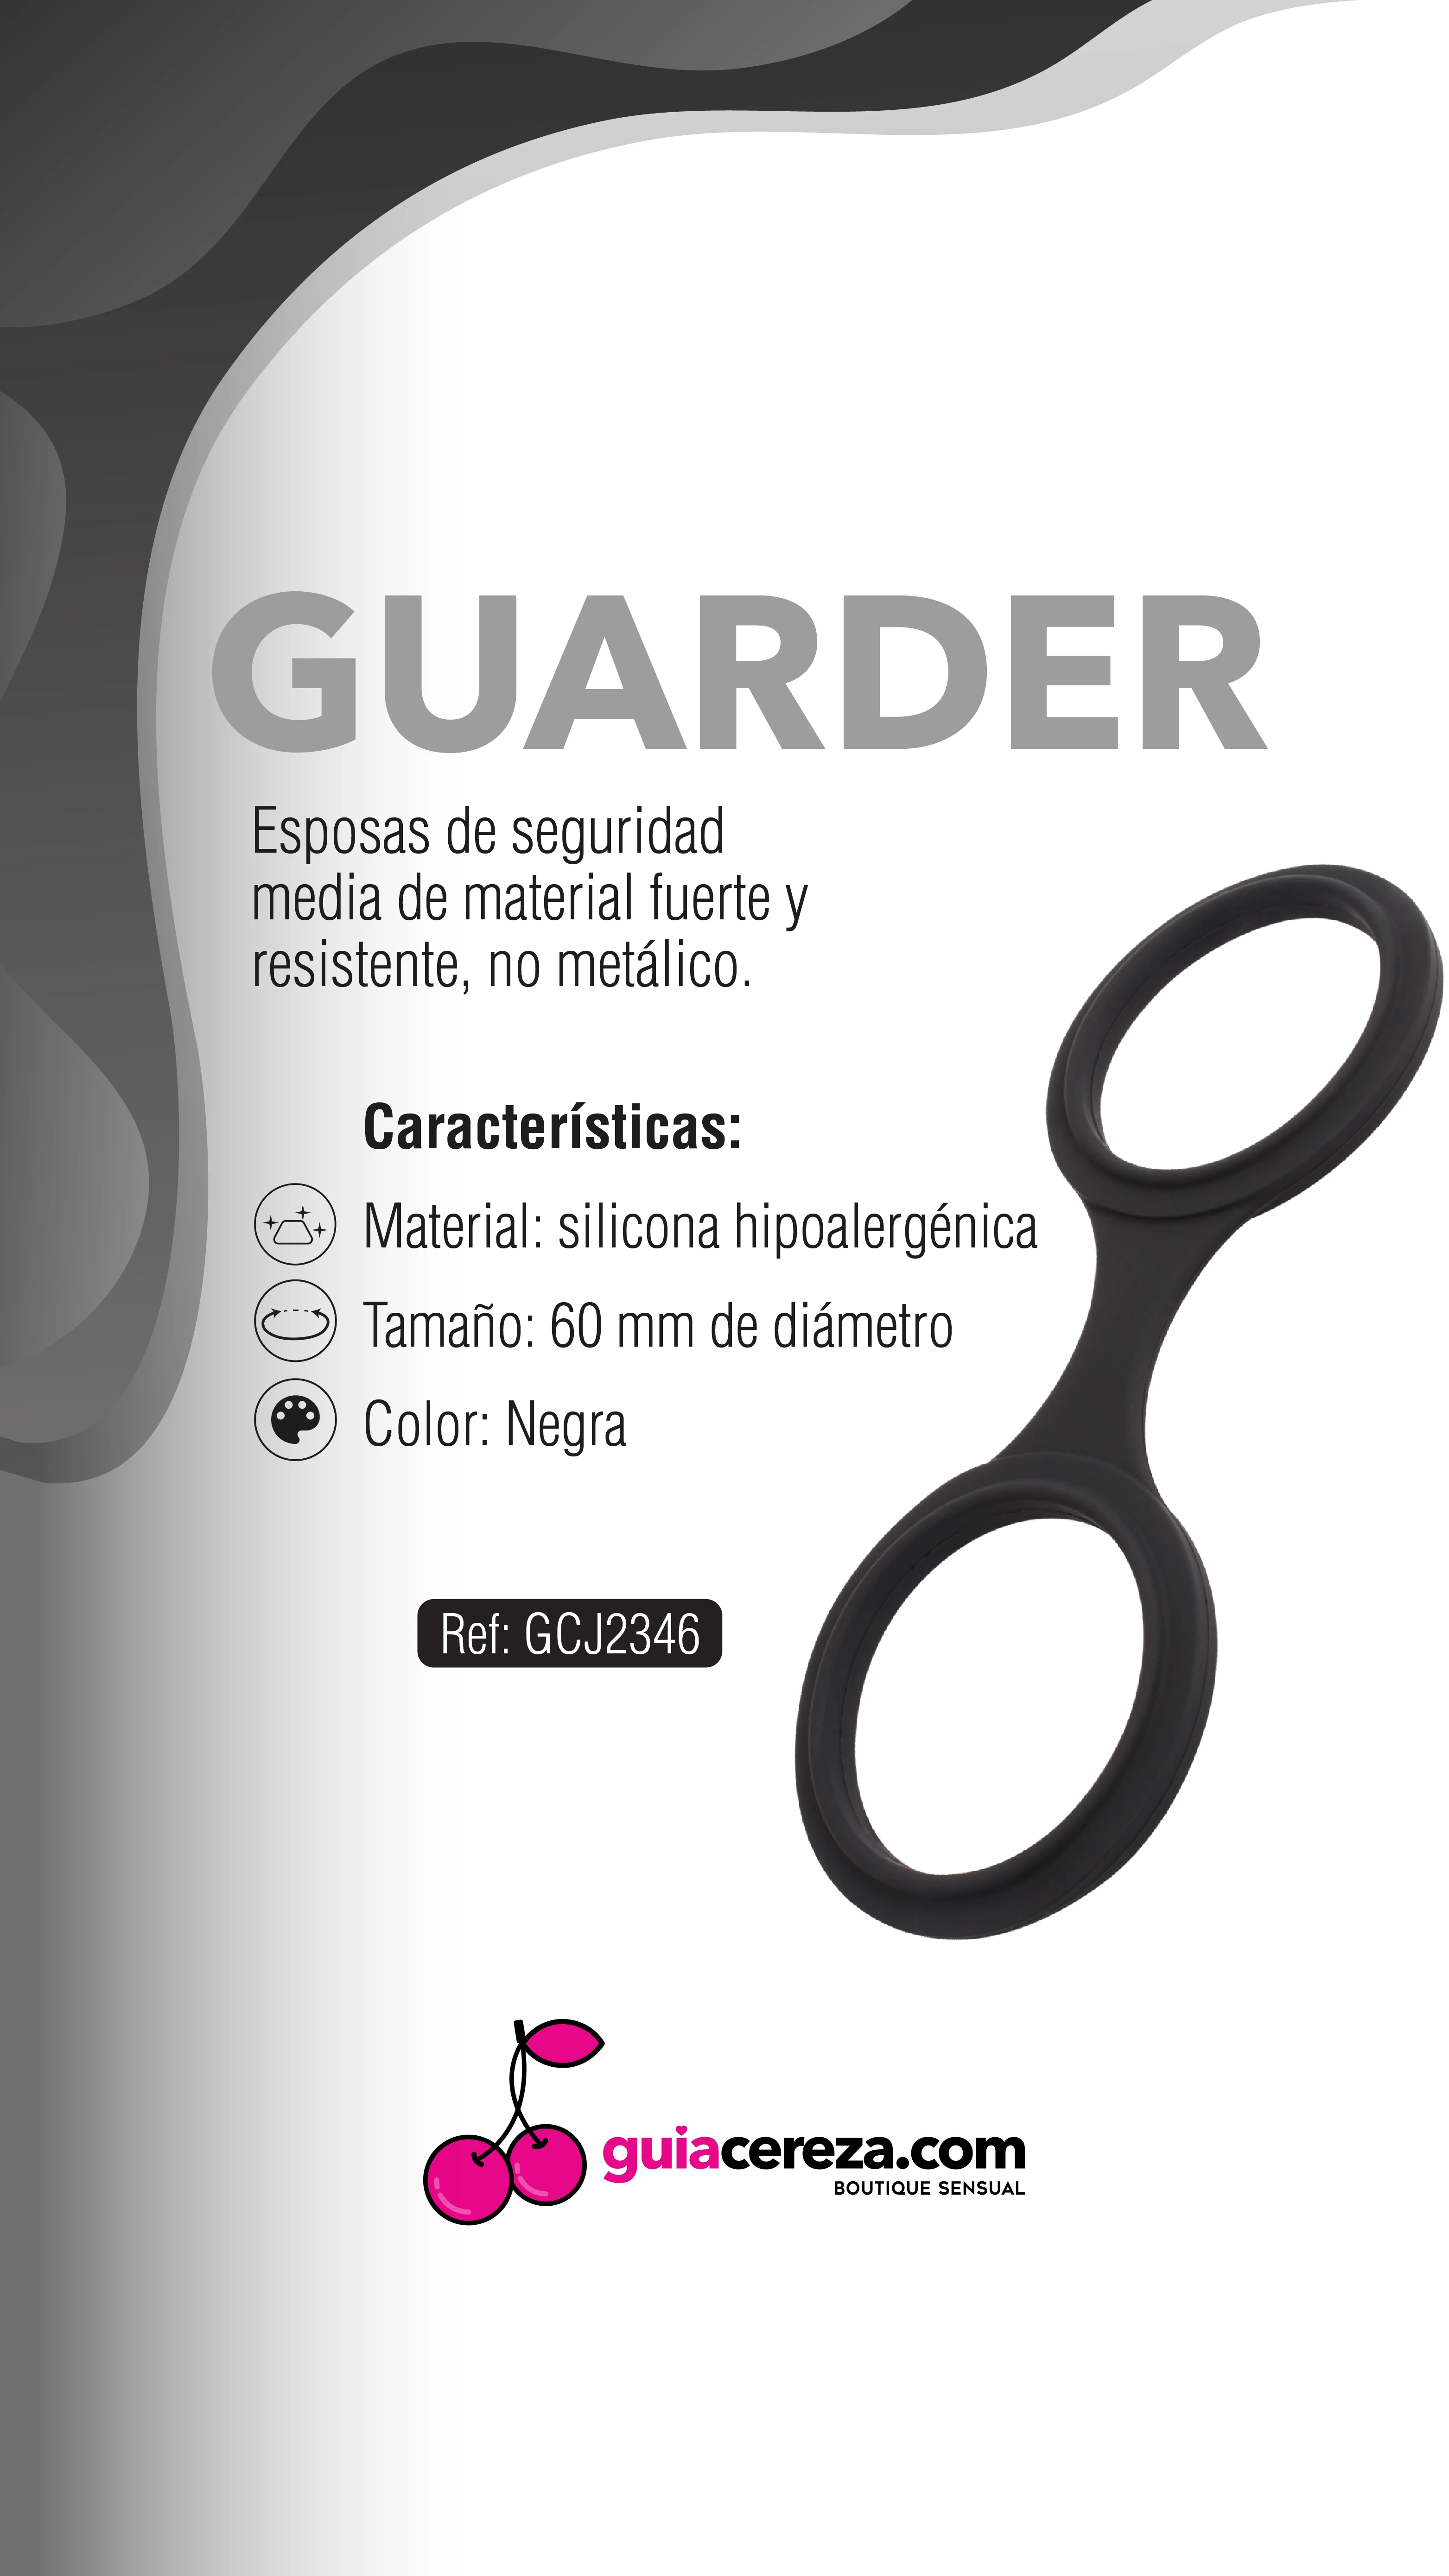 GUARDER
Esposas de seguridad
media de material fuerte y
resistente, no metálico.
Características:
Material: silicona hipoalergénica
Tamaño: 60 mm de diámetro
Color: Negra
Ref: GCJ2346
guiacereza.com
BOUTIQUE SENSUAL